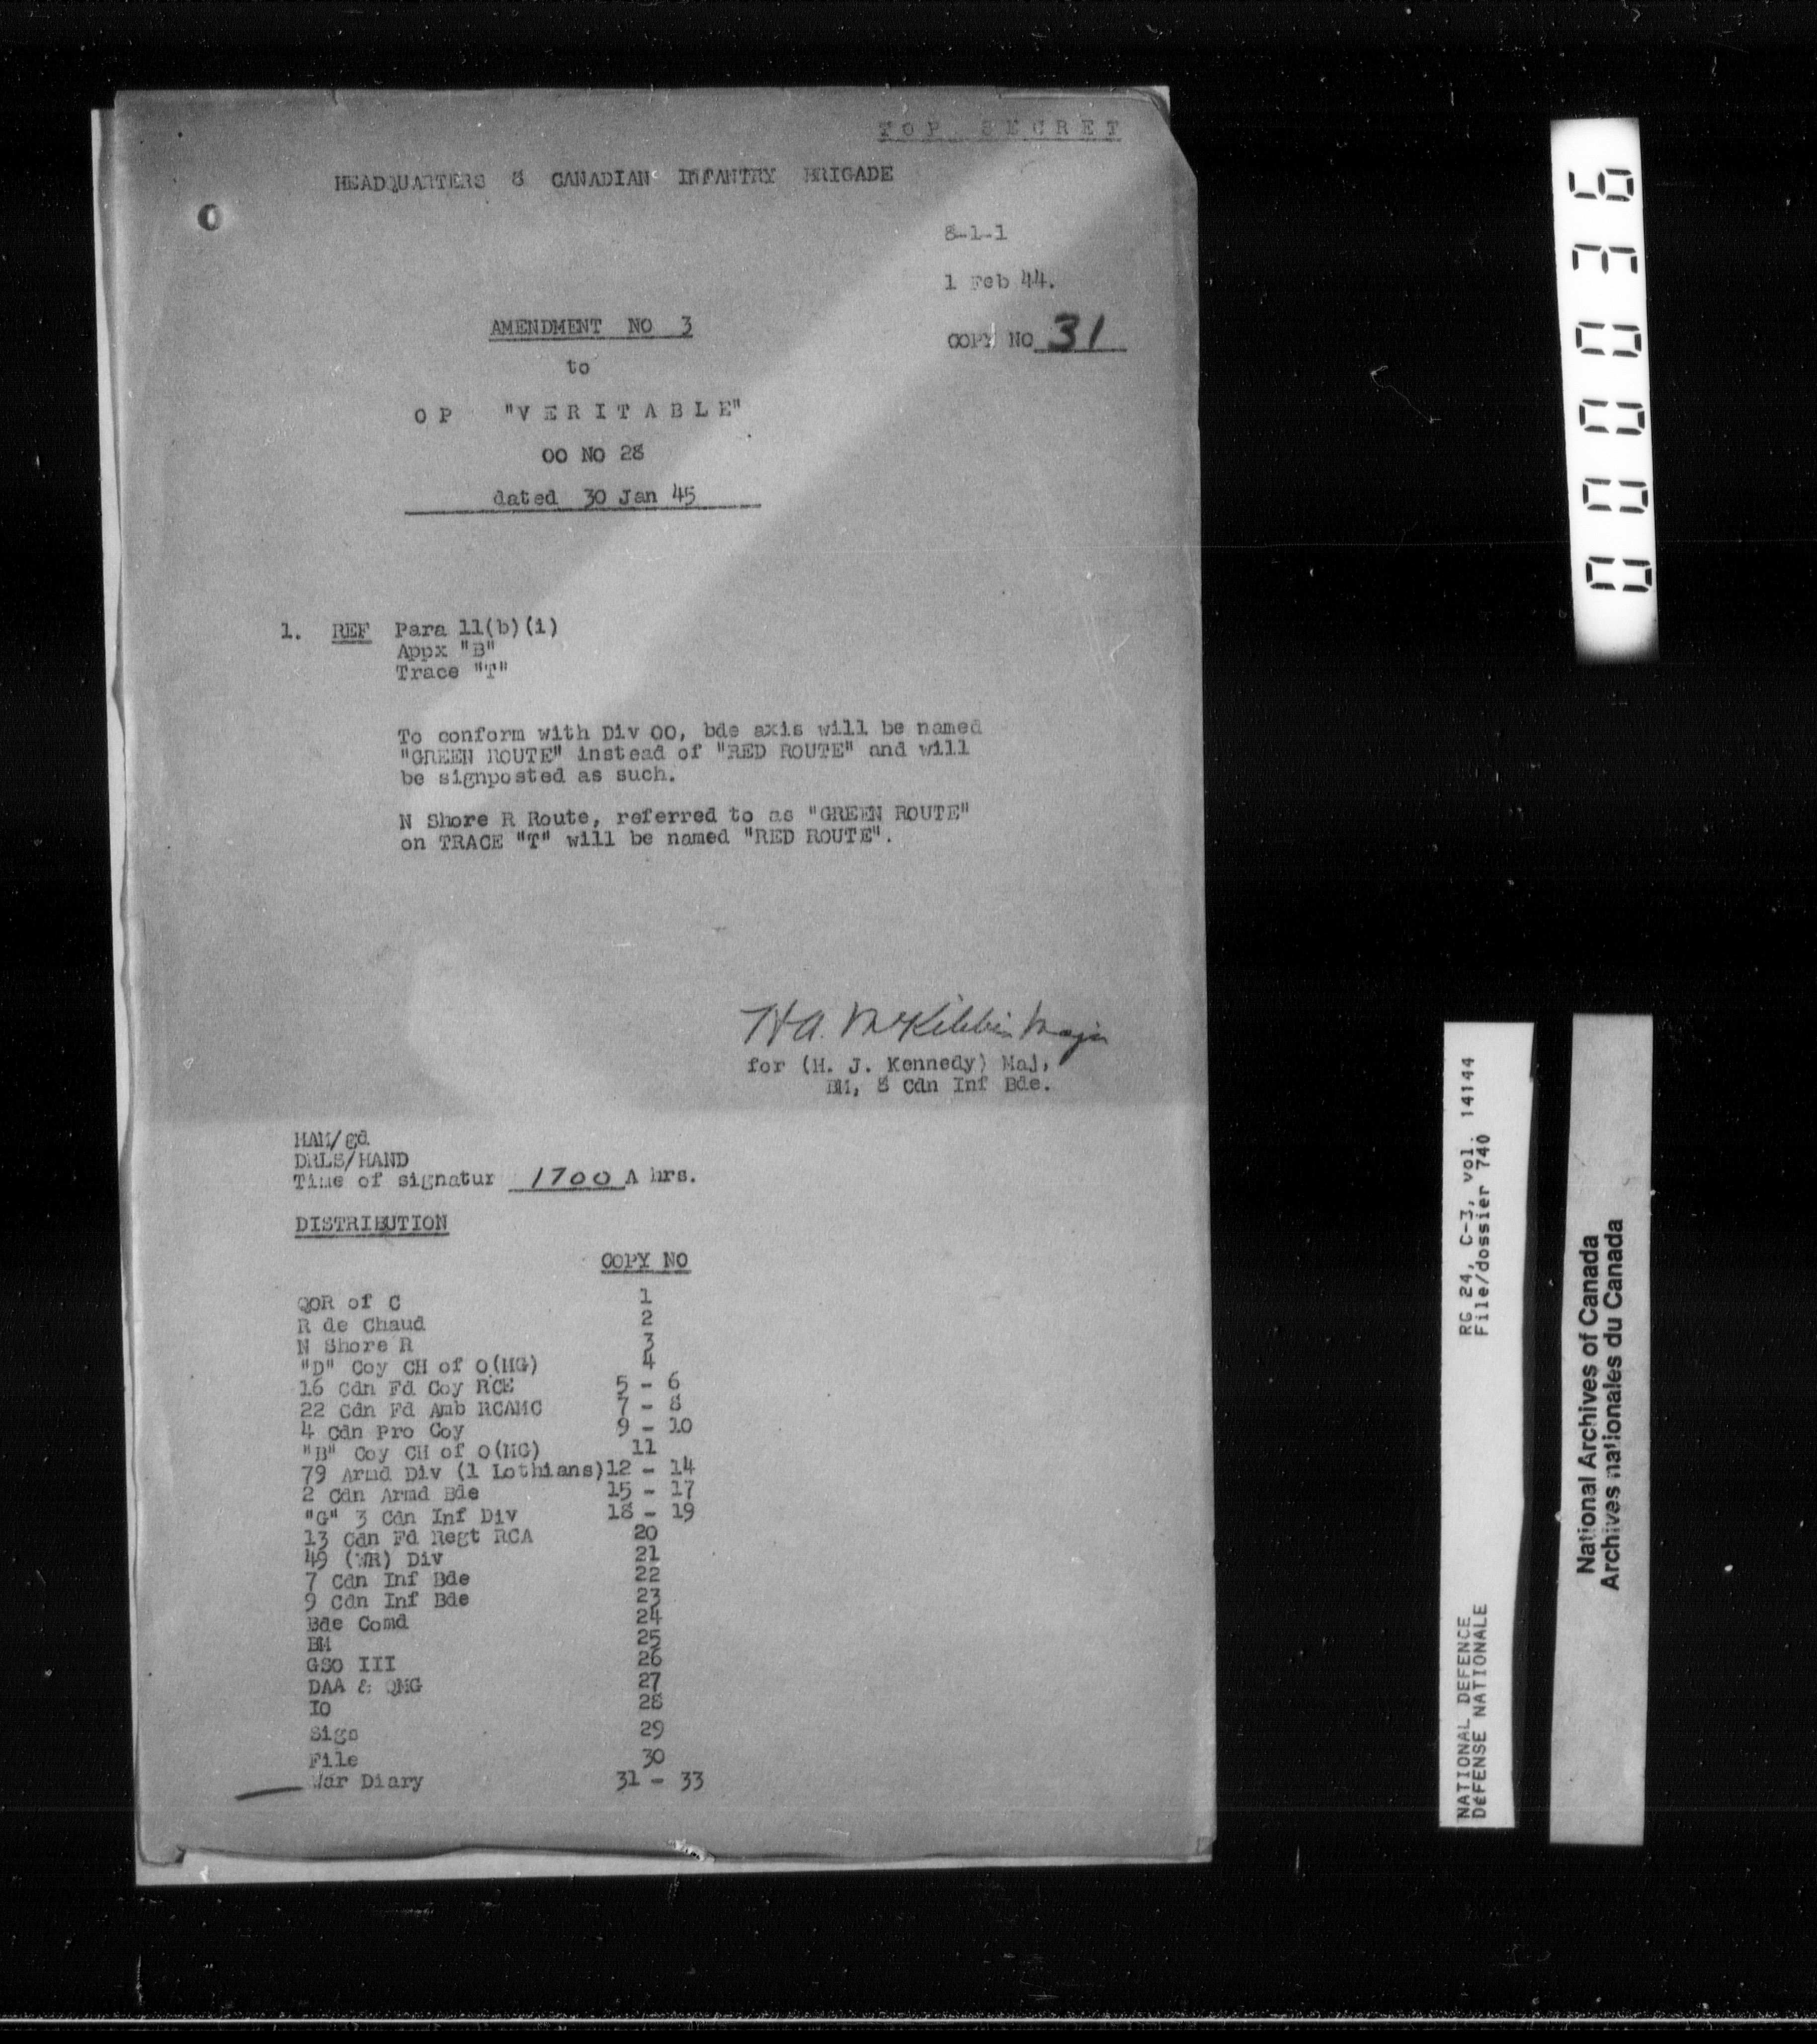 TOP SECRET
HEADQUARTERS 8 CANADIAN INFANTRY BRIGADE
8-1-1
1 Feb 44.
COPY NO 31
AMENDMENT NO 3
to
OP "VERITABLE"
OO NO 28
dated 30 Jan 45
1. REF Para 11(b)(i)
Appx "B"
Trace "T"
To conform with Div OO, bde axis will be named
"GREEN ROUTE" instead of "RED ROUTE" and will
be signposted as such.
N Shore R Route, referred to as "GREEN ROUTE"
on TRACE "T" will be named "RED ROUTE".
HA. McKibbin Major
for (H. J. Kennedy) Maj,
BM, 8 Cdn Inf Bde.
HAM/gd.
DRLS/HAND
Time of signatur 1700 A hrs.
DISTRIBUTION
COPY NO
QOR of C 1
R de Chaud 2
N Shore R 3
"D" Coy CH of O(MG) 4
16 Cdn Fd Coy RCE 5 - 6
22 Cdn Fd Amb RCAMC 7 - 8
4 Cdn Pro Coy 9 - 10
"B" Coy CH of O(MG) 11
79 Armd Div (1 Lothians) 12 - 14
2 Cdn Armd Bde 15 - 17
"G" 3 Cdn Inf Div 18 - 19
13 Cdn Fd Regt RCA 20
49 (WR) Div 21
7 Cdn Inf Bde 22
9 Cdn Inf Bde 23
Bde Comd 24
BM 25
GSO III 26
DAA & QMG 27
IO 28
Sigs 29
File 30
War Diary 31 - 33
000036
NATIONAL DEFENCE RG 24, C-3, vol. 14144
DéFENSE NATIONALE File/dossier 740
National Archives of Canada
Archives nationales du Canada